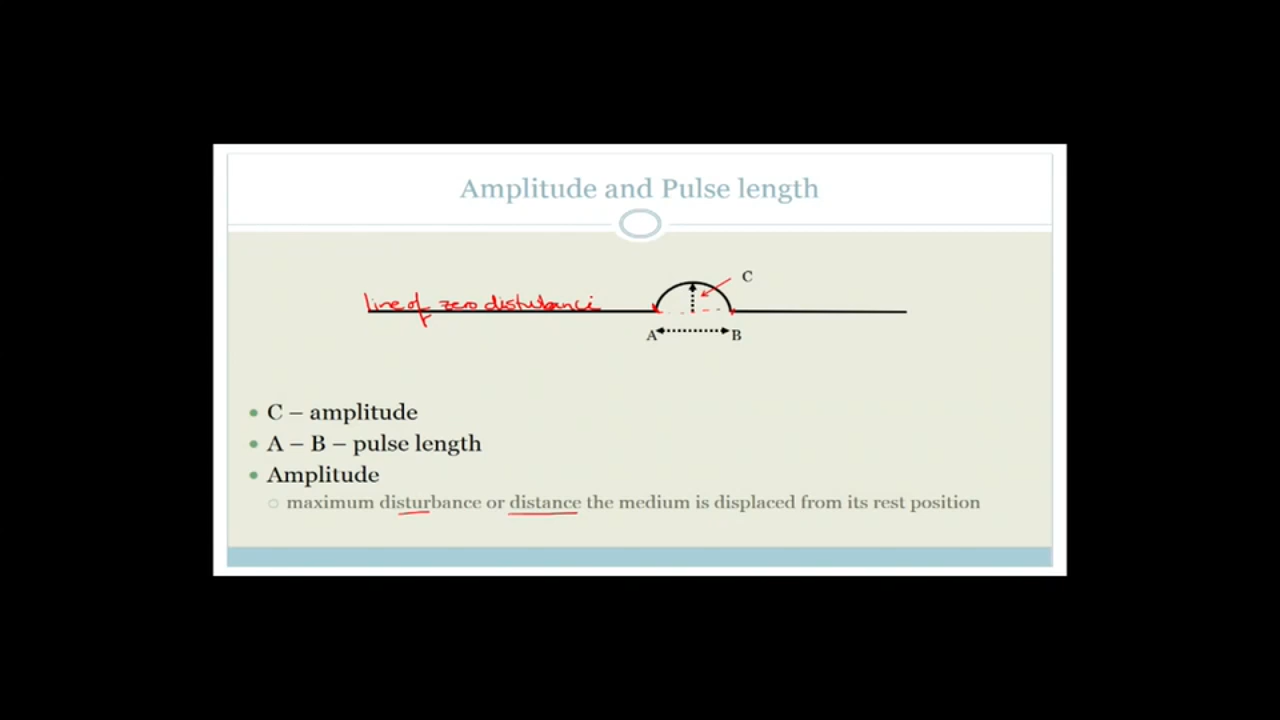 Amplitude and Pulse length
C
line of zero disturbance
A B
C – amplitude
A – B – pulse length
Amplitude
maximum disturbance or distance the medium is displaced from its rest position